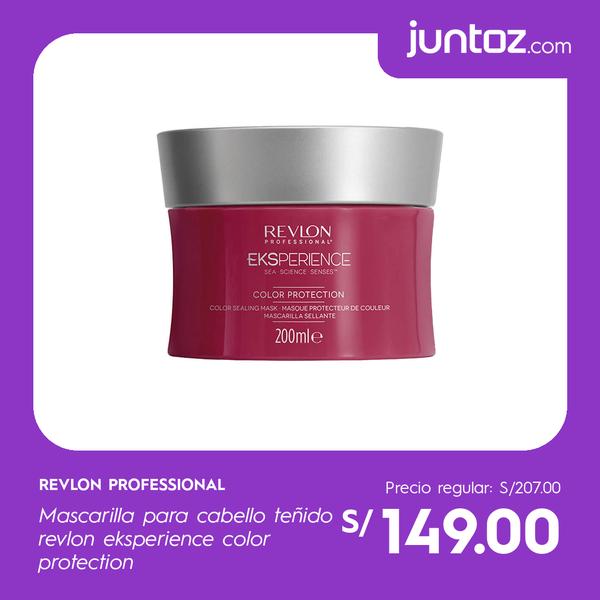 juntoz.com
REVLON
PROFESSIONAL®
EKSPERIENCE
SEA·SCIENCE·SENSES™
COLOR PROTECTION
COLOR SEALING MASK · MASQUE PROTECTEUR DE COULEUR
MASCARILLA SELLANTE
200ml℮
REVLON PROFESSIONAL
Mascarilla para cabello teñido
revlon eksperience color
protection
Precio regular: S/207.00
S/149.00